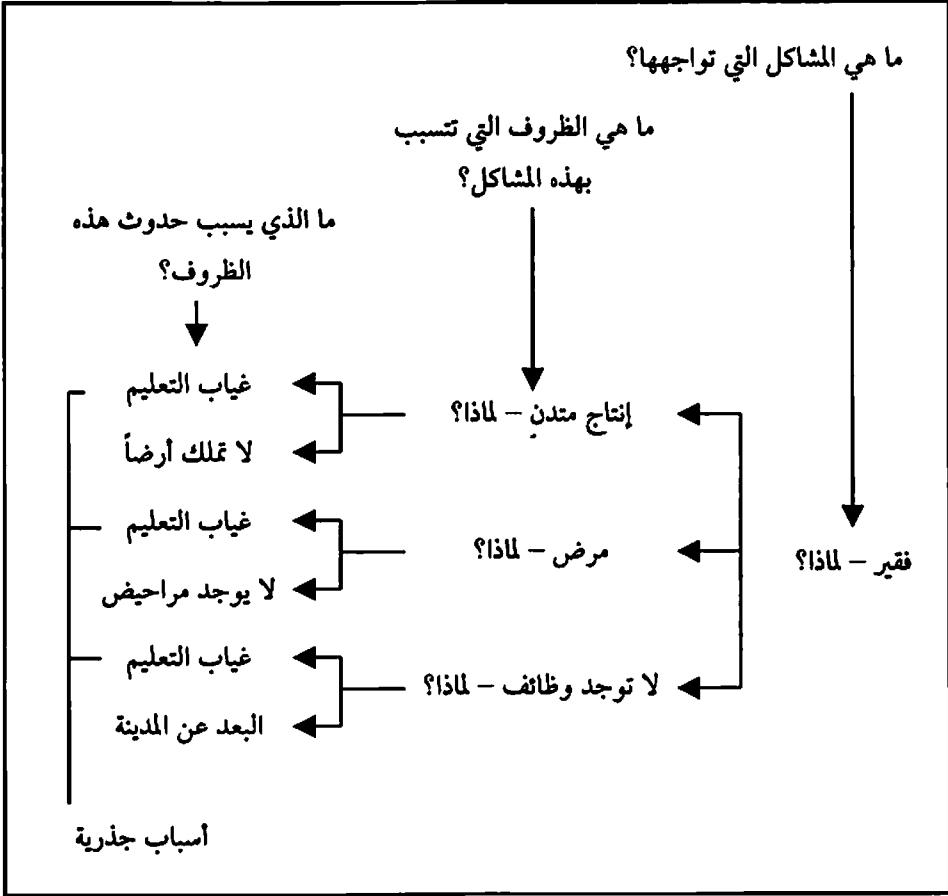 ما هي المشاكل التي تواجهها؟
ما هي الظروف التي تتسبب
بهذه المشاكل؟
ما الذي يسبب حدوث هذه
الظروف؟
فقير – لماذا؟
إنتاج متدنٍ – لماذا؟
غياب التعليم
لا تملك أرضاً
مرض – لماذا؟
غياب التعليم
لا يوجد مراحيض
لا توجد وظائف – لماذا؟
غياب التعليم
البعد عن المدينة
أسباب جذرية